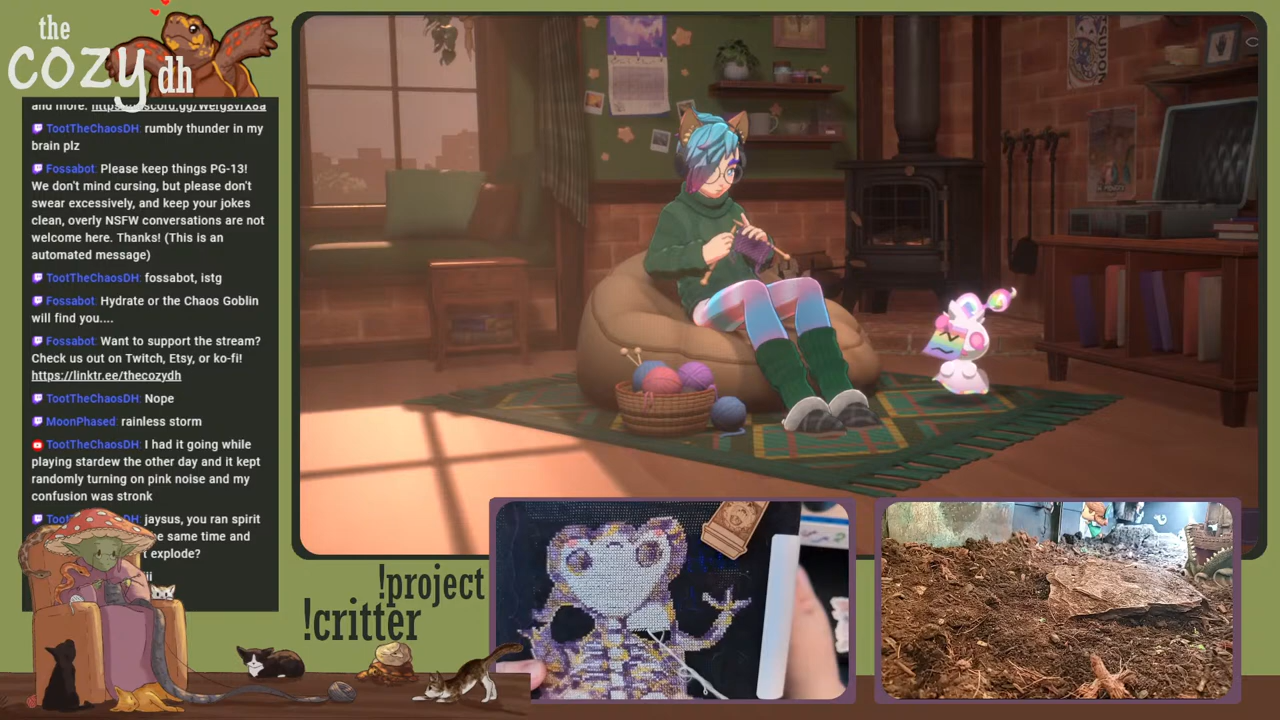 the
cozy dh
and more.
TootTheChaosDH: rumbly thunder in my
brain plz
Fossabot: Please keep things PG-13!
We don't mind cursing, but please don't
swear excessively, and keep your jokes
clean, overly NSFW conversations are not
welcome here. Thanks! (This is an
automated message)
TootTheChaosDH: fossabot, istg
Fossabot: Hydrate or the Chaos Goblin
will find you....
Fossabot: Want to support the stream?
Check us out on Twitch, Etsy, or ko-fi!
https://linktr.ee/thecozydh
TootTheChaosDH: Nope
MoonPhased: rainless storm
TootTheChaosDH: I had it going while
playing stardew the other day and it kept
randomly turning on pink noise and my
confusion was stronk
jaysus, you ran spirit
same time and
explode?
!project
!critter